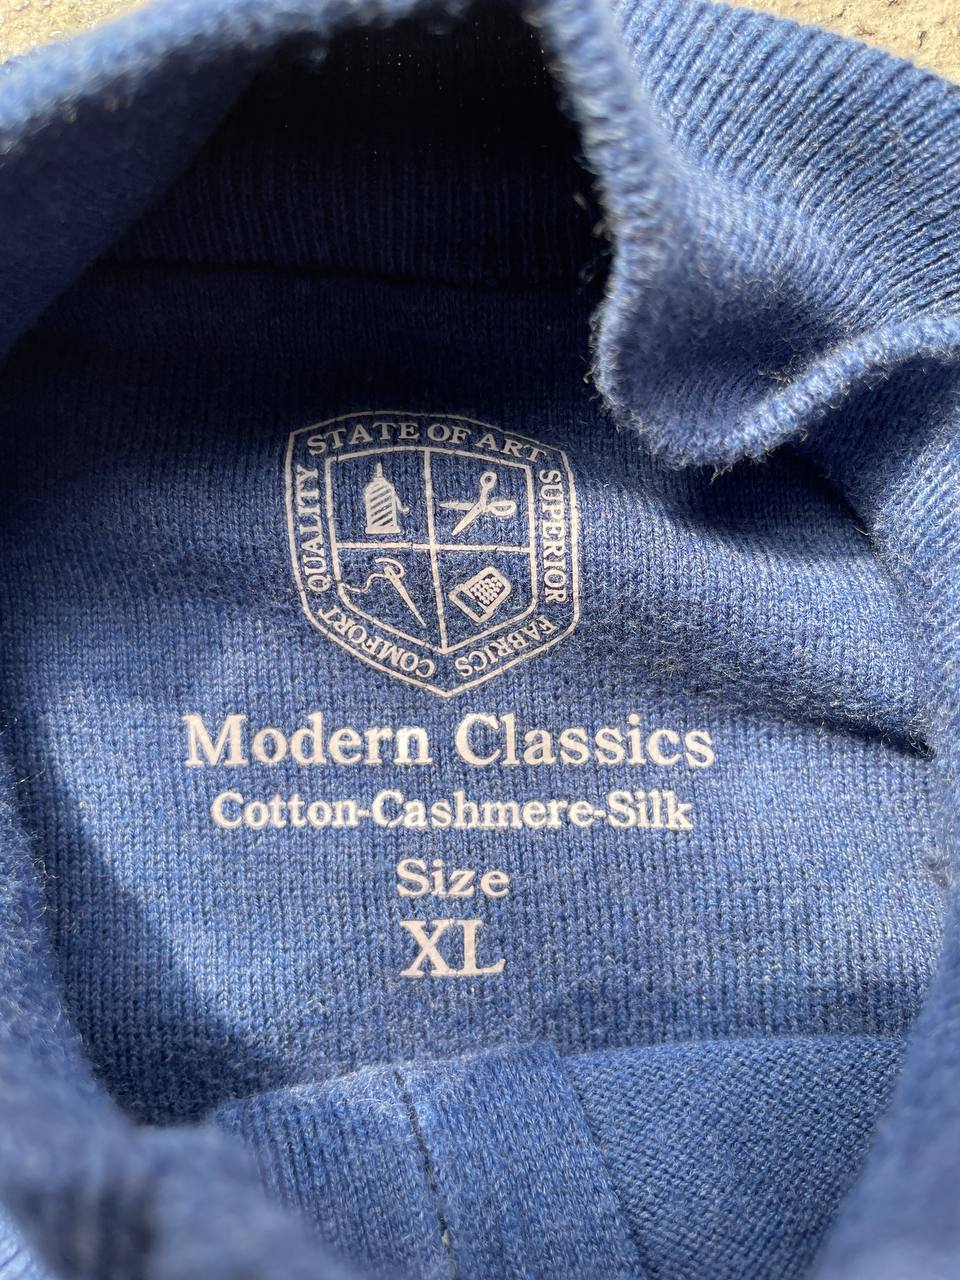 STATE OF ART
SUPERIOR
FABRICS
COMFORT
QUALITY
Modern Classics
Cotton-Cashmere-Silk
Size
XL